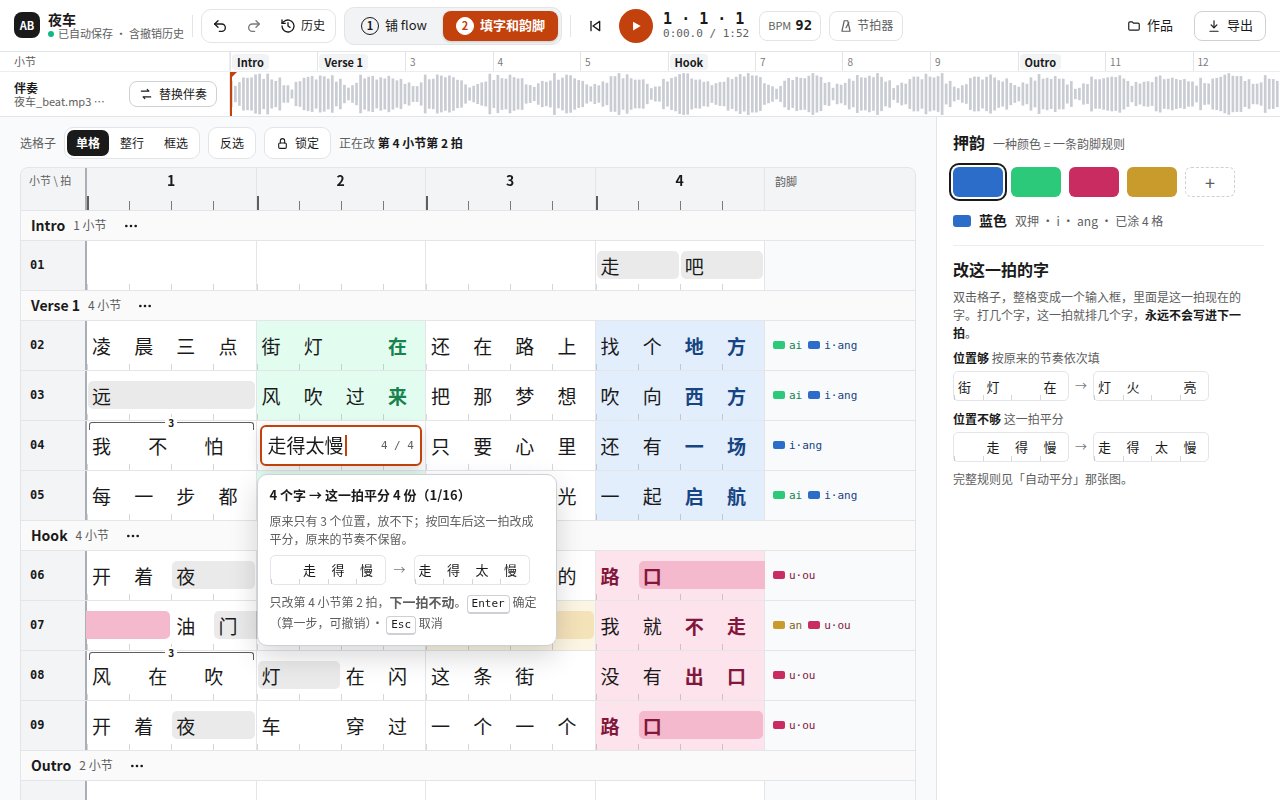 AB
夜车
已自动保存 · 含撤销历史
历史
1 铺 flow
2 填字和韵脚
1 · 1 · 1
0:00.0 / 1:52
BPM 92
节拍器
作品
导出
小节
Intro
Verse 1
3
4
5
Hook
7
8
9
Outro
11
12
伴奏
夜车_beat.mp3 ···
替换伴奏
选格子
单格
整行
框选
反选
锁定
正在改 第 4 小节第 2 拍
小节 \ 拍
1
2
3
4
韵脚
Intro 1 小节 ···
01 走 吧
Verse 1 4 小节 ···
02 凌 晨 三 点 街 灯 在 还 在 路 上 找 个 地 方 ai i·ang
03 远 风 吹 过 来 把 那 梦 想 吹 向 西 方 ai i·ang
3
04 我 不 怕 走得太慢 4 / 4 只 要 心 里 还 有 一 场 i·ang
05 每 一 步 都 光 一 起 启 航 ai i·ang
4 个字 → 这一拍平分 4 份（1/16）
原来只有 3 个位置，放不下；按回车后这一拍改成
平分，原来的节奏不保留。
走 得 慢 → 走 得 太 慢
只改第 4 小节第 2 拍，下一拍不动。 Enter 确定
（算一步，可撤销）· Esc 取消
Hook 4 小节 ···
06 开 着 夜 的 路 口 u·ou
07 油 门 我 就 不 走 an u·ou
3
08 风 在 吹 灯 在 闪 这 条 街 没 有 出 口 u·ou
09 开 着 夜 车 穿 过 一 个 一 个 路 口 u·ou
Outro 2 小节 ···
押韵 一种颜色 = 一条韵脚规则
+
蓝色 双押 · i · ang · 已涂 4 格
改这一拍的字
双击格子，整格变成一个输入框，里面是这一拍现在的
字。打几个字，这一拍就排几个字，永远不会写进下一
拍。
位置够 按原来的节奏依次填
街 灯 在 → 灯 火 亮
位置不够 这一拍平分
走 得 慢 → 走 得 太 慢
完整规则见「自动平分」那张图。